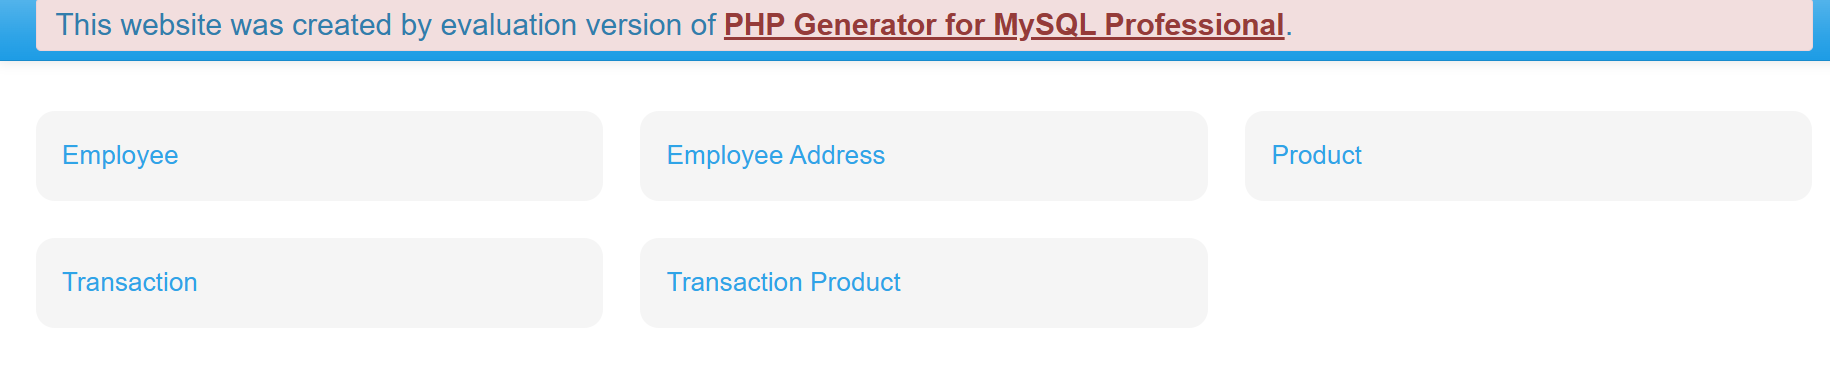 This website was created by evaluation version of PHP Generator for MySQL Professional.
Employee
Employee Address
Product
Transaction
Transaction Product